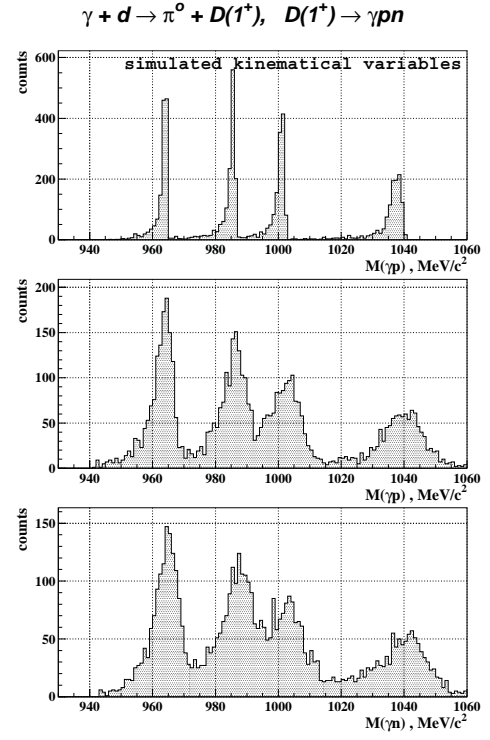 γ + d → π⁰ + D(1⁺), D(1⁺) → γpn
simulated kinematical variables
counts
600
400
200
0
940 960 980 1000 1020 1040 1060
M(γp) , MeV/c²
counts
200
150
100
50
0
940 960 980 1000 1020 1040 1060
M(γp) , MeV/c²
counts
150
100
50
0
940 960 980 1000 1020 1040 1060
M(γn) , MeV/c²